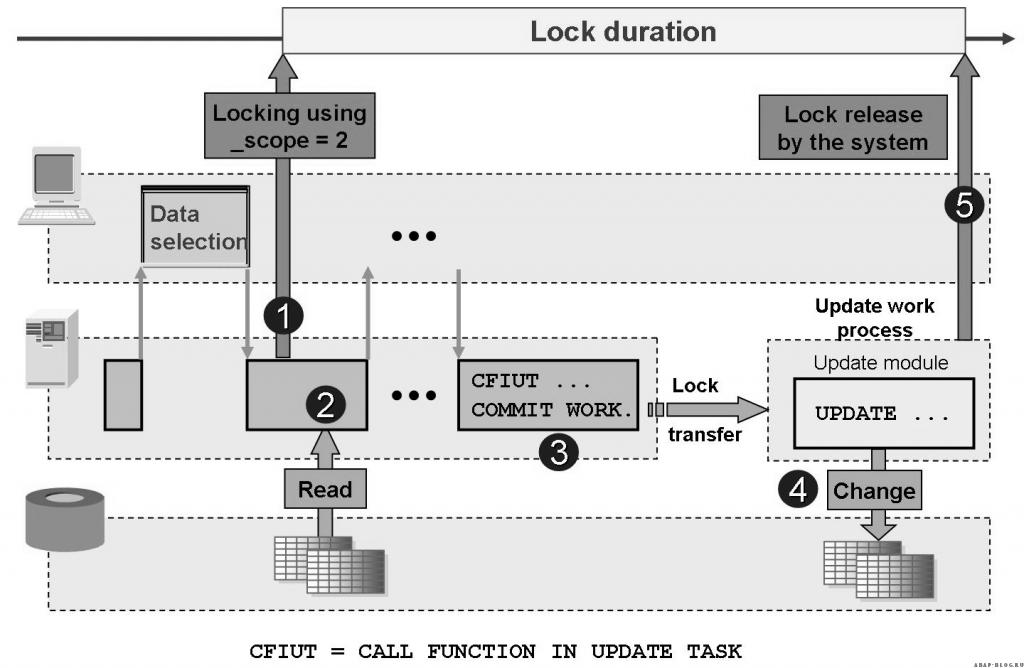 Lock duration
Locking using
_scope = 2
Lock release
by the system
Data
selection
•••
5
1
Update work
process
Update module
2
•••
CFIUT ...
COMMIT WORK.
Lock
transfer
UPDATE ...
3
Read
4
Change
CFIUT = CALL FUNCTION IN UPDATE TASK
ABAP-BLOG.RU